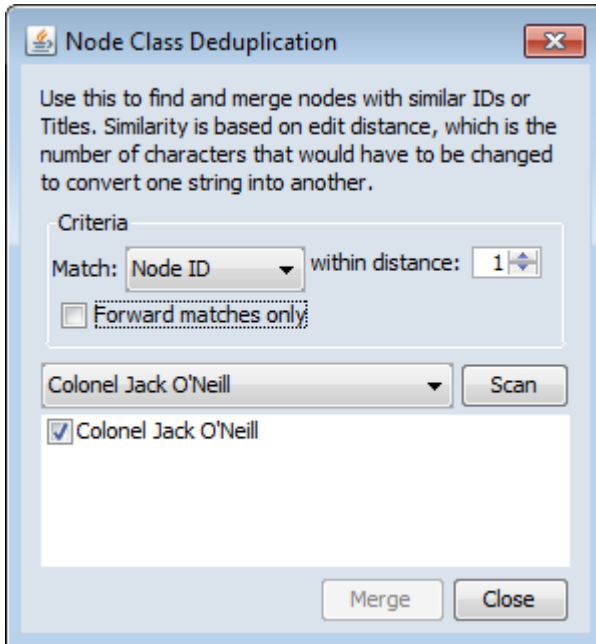 Node Class Deduplication
Use this to find and merge nodes with similar IDs or
Titles. Similarity is based on edit distance, which is the
number of characters that would have to be changed
to convert one string into another.
Criteria
Match: Node ID within distance: 1
Forward matches only
Colonel Jack O'Neill Scan
Colonel Jack O'Neill
Merge Close